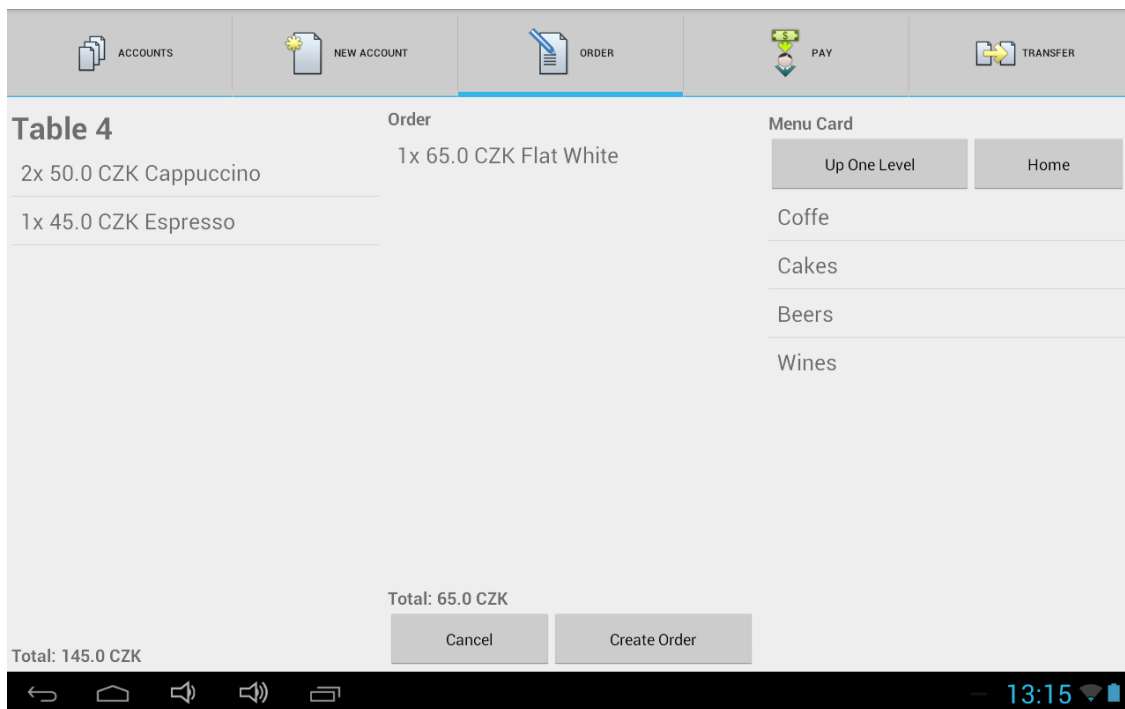 ACCOUNTS
NEW ACCOUNT
ORDER
PAY
TRANSFER
Table 4
2x 50.0 CZK Cappuccino
1x 45.0 CZK Espresso
Total: 145.0 CZK
Order
1x 65.0 CZK Flat White
Total: 65.0 CZK
Cancel
Create Order
Menu Card
Up One Level
Home
Coffe
Cakes
Beers
Wines
13:15